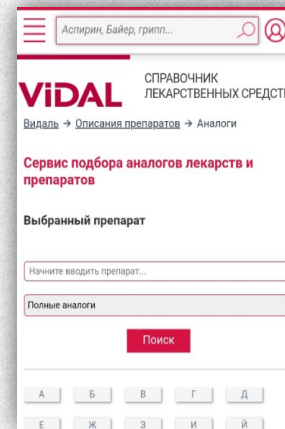 Аспирин, Байер, грипп...
ViDAL
СПРАВОЧНИК
ЛЕКАРСТВЕННЫХ СРЕДСТ
Видаль → Описания препаратов → Аналоги
Сервис подбора аналогов лекарств и
препаратов
Выбранный препарат
Начните вводить препарат...
Полные аналоги
Поиск
А Б В Г Д
Е Ж З И Й